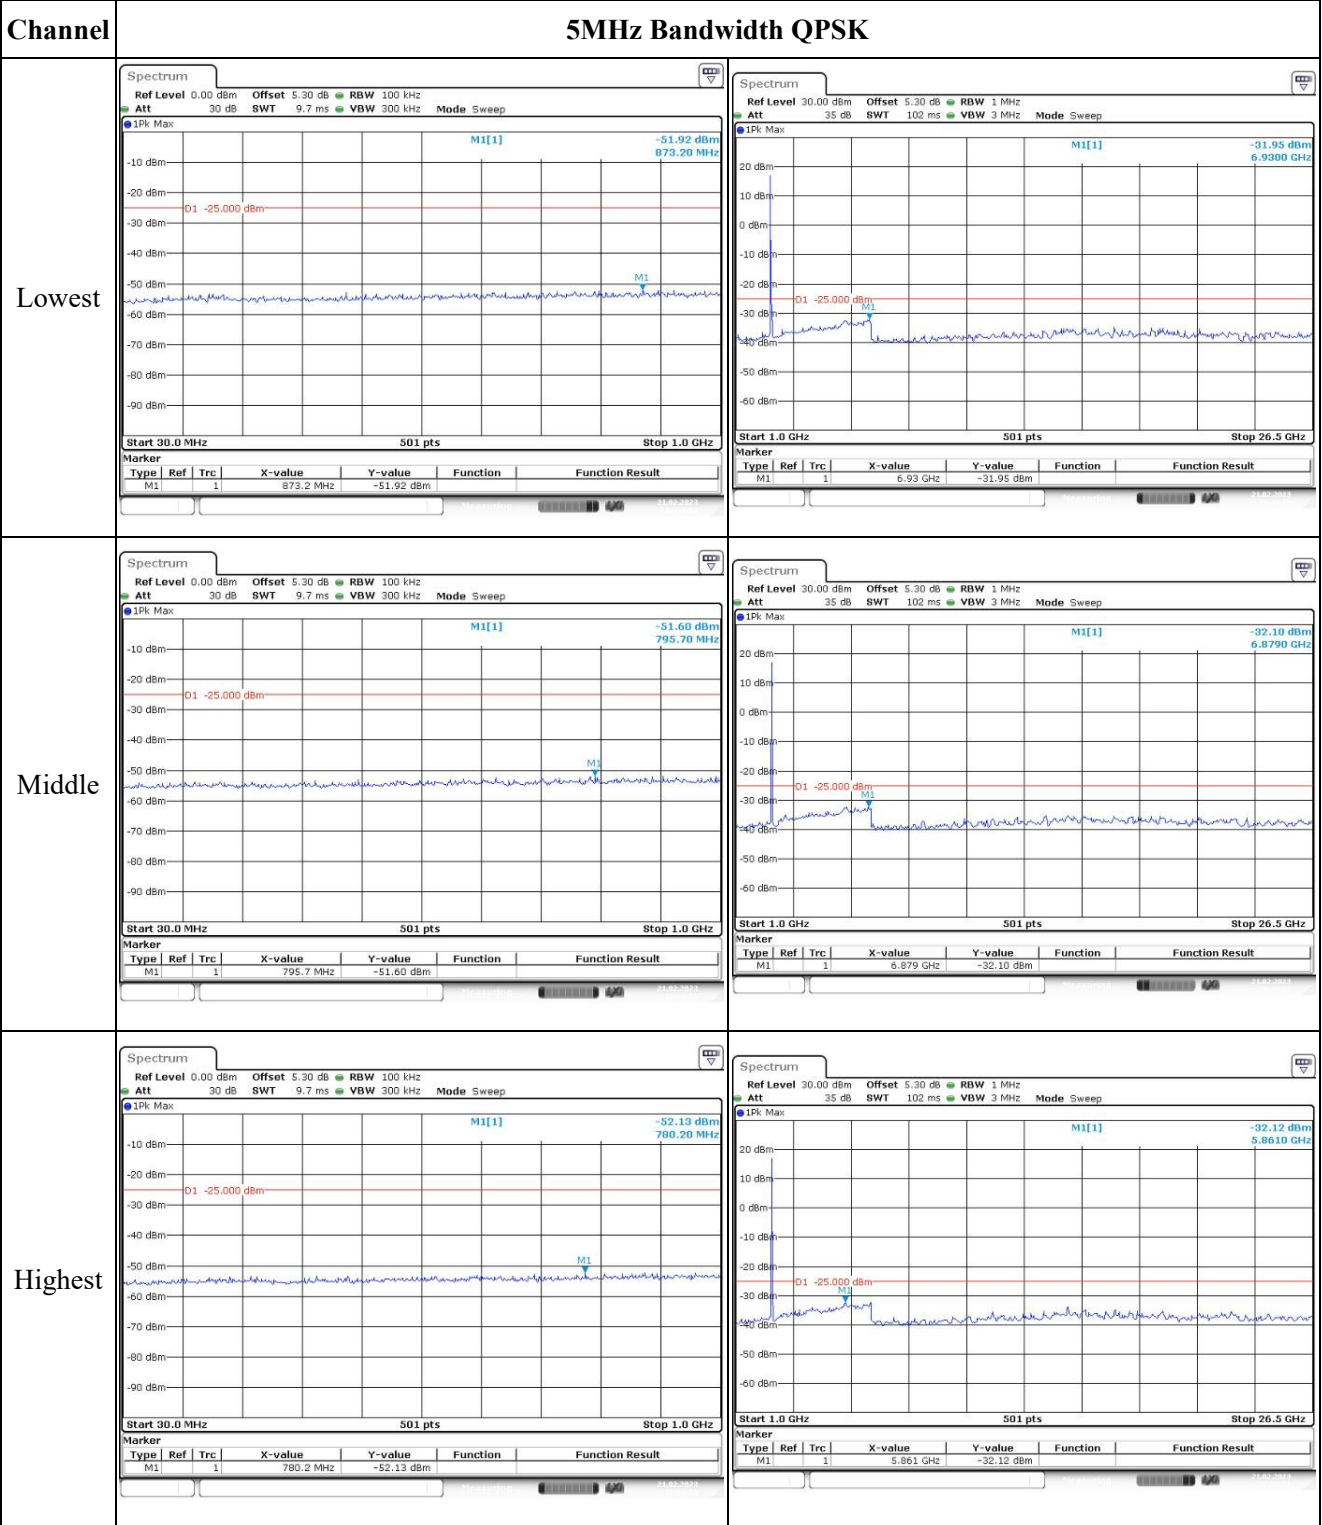 Channel 5MHz Bandwidth QPSK
Lowest
Spectrum
Ref Level 0.00 dBm Offset 5.30 dB RBW 100 kHz
Att 30 dB SWT 9.7 ms VBW 300 kHz Mode Sweep
1Pk Max
M1[1] -51.92 dBm
873.20 MHz
-10 dBm
-20 dBm
D1 -25.000 dBm
-30 dBm
-40 dBm
-50 dBm
M1
-60 dBm
-70 dBm
-80 dBm
-90 dBm
Start 30.0 MHz 501 pts Stop 1.0 GHz
Marker
Type Ref Trc X-value Y-value Function Function Result
M1 1 873.2 MHz -51.92 dBm
21.02.2023
Spectrum
Ref Level 30.00 dBm Offset 5.30 dB RBW 1 MHz
Att 35 dB SWT 102 ms VBW 3 MHz Mode Sweep
1Pk Max
M1[1] -31.95 dBm
6.9300 GHz
20 dBm
10 dBm
0 dBm
-10 dBm
-20 dBm
D1 -25.000 dBm
M1
-30 dBm
-40 dBm
-50 dBm
-60 dBm
Start 1.0 GHz 501 pts Stop 26.5 GHz
Marker
Type Ref Trc X-value Y-value Function Function Result
M1 1 6.93 GHz -31.95 dBm
21.02.2023
Middle
Spectrum
Ref Level 0.00 dBm Offset 5.30 dB RBW 100 kHz
Att 30 dB SWT 9.7 ms VBW 300 kHz Mode Sweep
1Pk Max
M1[1] -51.60 dBm
795.70 MHz
-10 dBm
-20 dBm
D1 -25.000 dBm
-30 dBm
-40 dBm
-50 dBm
M1
-60 dBm
-70 dBm
-80 dBm
-90 dBm
Start 30.0 MHz 501 pts Stop 1.0 GHz
Marker
Type Ref Trc X-value Y-value Function Function Result
M1 1 795.7 MHz -51.60 dBm
21.02.2023
Spectrum
Ref Level 30.00 dBm Offset 5.30 dB RBW 1 MHz
Att 35 dB SWT 102 ms VBW 3 MHz Mode Sweep
1Pk Max
M1[1] -32.10 dBm
6.8790 GHz
20 dBm
10 dBm
0 dBm
-10 dBm
-20 dBm
D1 -25.000 dBm
M1
-30 dBm
-40 dBm
-50 dBm
-60 dBm
Start 1.0 GHz 501 pts Stop 26.5 GHz
Marker
Type Ref Trc X-value Y-value Function Function Result
M1 1 6.879 GHz -32.10 dBm
21.02.2023
Highest
Spectrum
Ref Level 0.00 dBm Offset 5.30 dB RBW 100 kHz
Att 30 dB SWT 9.7 ms VBW 300 kHz Mode Sweep
1Pk Max
M1[1] -52.13 dBm
780.20 MHz
-10 dBm
-20 dBm
D1 -25.000 dBm
-30 dBm
-40 dBm
-50 dBm
M1
-60 dBm
-70 dBm
-80 dBm
-90 dBm
Start 30.0 MHz 501 pts Stop 1.0 GHz
Marker
Type Ref Trc X-value Y-value Function Function Result
M1 1 780.2 MHz -52.13 dBm
21.02.2023
Spectrum
Ref Level 30.00 dBm Offset 5.30 dB RBW 1 MHz
Att 35 dB SWT 102 ms VBW 3 MHz Mode Sweep
1Pk Max
M1[1] -32.12 dBm
5.8610 GHz
20 dBm
10 dBm
0 dBm
-10 dBm
-20 dBm
D1 -25.000 dBm
M1
-30 dBm
-40 dBm
-50 dBm
-60 dBm
Start 1.0 GHz 501 pts Stop 26.5 GHz
Marker
Type Ref Trc X-value Y-value Function Function Result
M1 1 5.861 GHz -32.12 dBm
21.02.2023